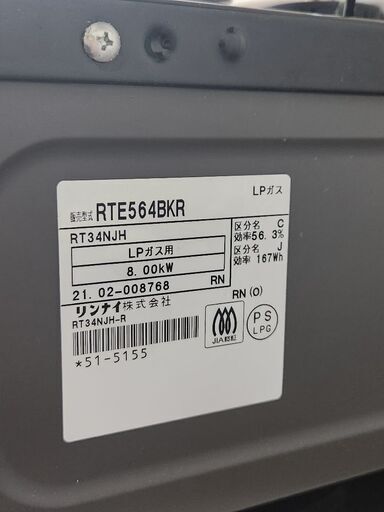 販売型式 RTE564BKR
LPガス
RT34NJH
LPガス用
8.00kW
区分名 C
効率56.3%
区分名 J
効率 167Wh
21.02-008768 RN
リンナイ株式会社
RN(O)
RT34NJH-R
*51-5155
JIA認証
PS
LPG